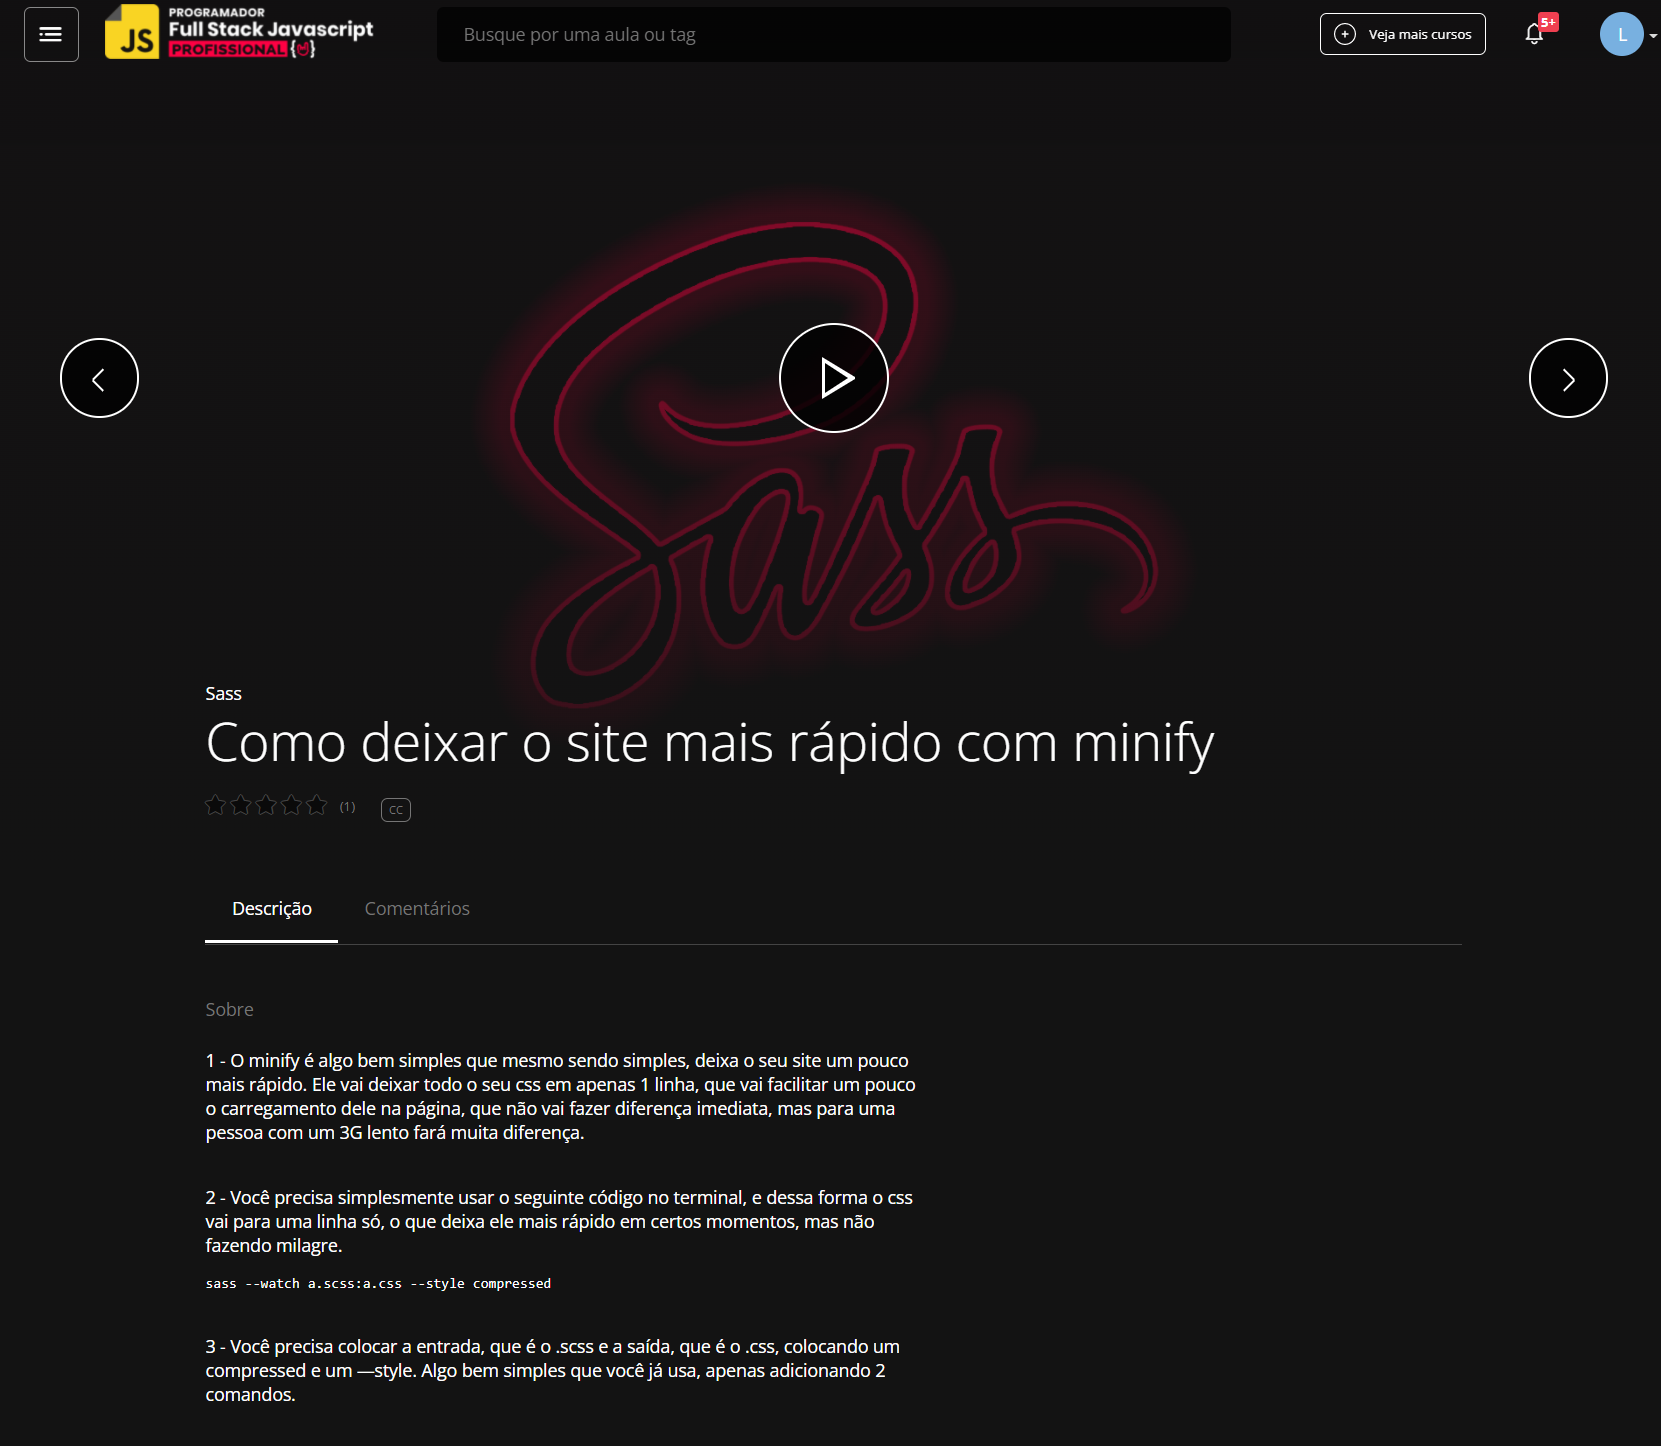 JS
PROGRAMADOR
Full Stack Javascript
PROFISSIONAL {}
Busque por uma aula ou tag
Veja mais cursos
5+
L
Sass
Sass
Como deixar o site mais rápido com minify
(1)
CC
Descrição
Comentários
Sobre
1 - O minify é algo bem simples que mesmo sendo simples, deixa o seu site um pouco
mais rápido. Ele vai deixar todo o seu css em apenas 1 linha, que vai facilitar um pouco
o carregamento dele na página, que não vai fazer diferença imediata, mas para uma
pessoa com um 3G lento fará muita diferença.
2 - Você precisa simplesmente usar o seguinte código no terminal, e dessa forma o css
vai para uma linha só, o que deixa ele mais rápido em certos momentos, mas não
fazendo milagre.
sass --watch a.scss:a.css --style compressed
3 - Você precisa colocar a entrada, que é o .scss e a saída, que é o .css, colocando um
compressed e um —style. Algo bem simples que você já usa, apenas adicionando 2
comandos.